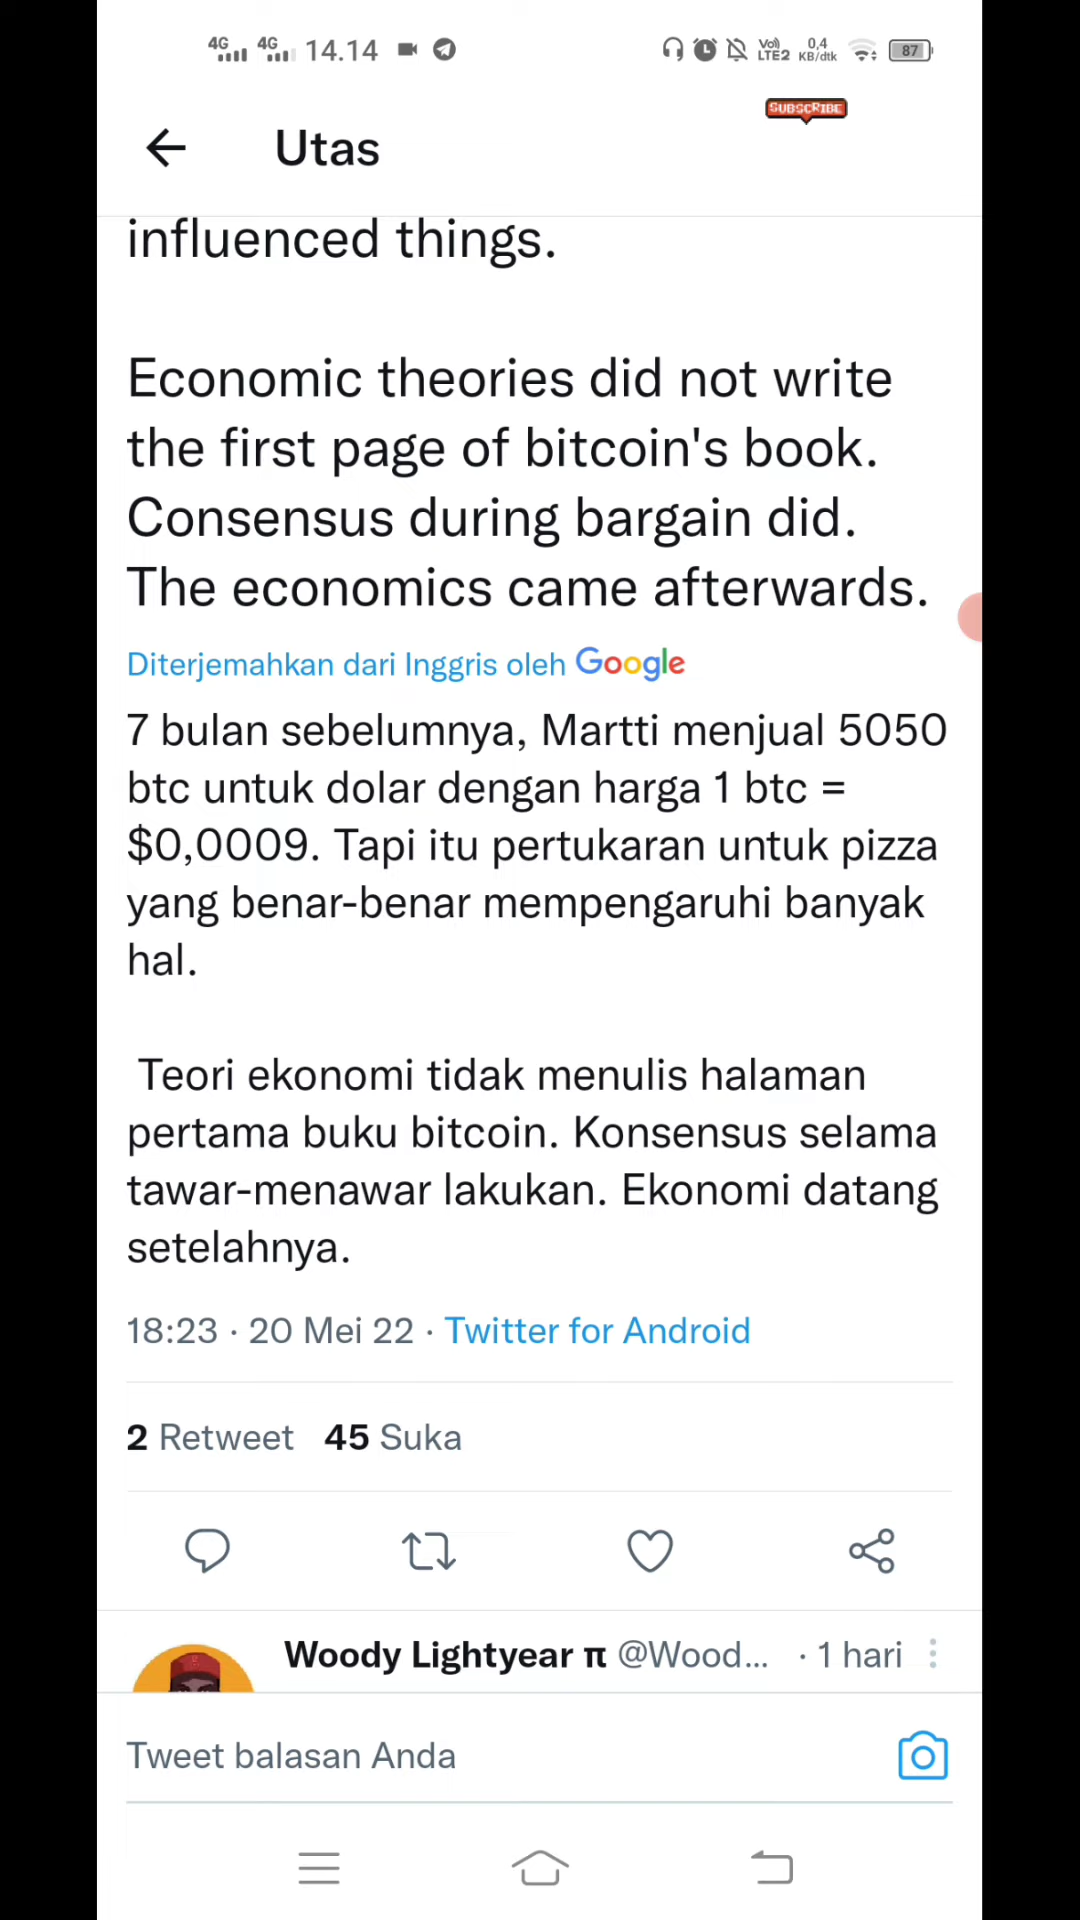 4G 4G 14.14 Vo) LTE2 0,4 KB/dtk 87
SUBSCRIBE
Utas
influenced things.
Economic theories did not write
the first page of bitcoin's book.
Consensus during bargain did.
The economics came afterwards.
Diterjemahkan dari Inggris oleh Google
7 bulan sebelumnya, Martti menjual 5050
btc untuk dolar dengan harga 1 btc =
$0,0009. Tapi itu pertukaran untuk pizza
yang benar-benar mempengaruhi banyak
hal.
Teori ekonomi tidak menulis halaman
pertama buku bitcoin. Konsensus selama
tawar-menawar lakukan. Ekonomi datang
setelahnya.
18:23 · 20 Mei 22 · Twitter for Android
2 Retweet 45 Suka
Woody Lightyear π @Wood... · 1 hari
Tweet balasan Anda